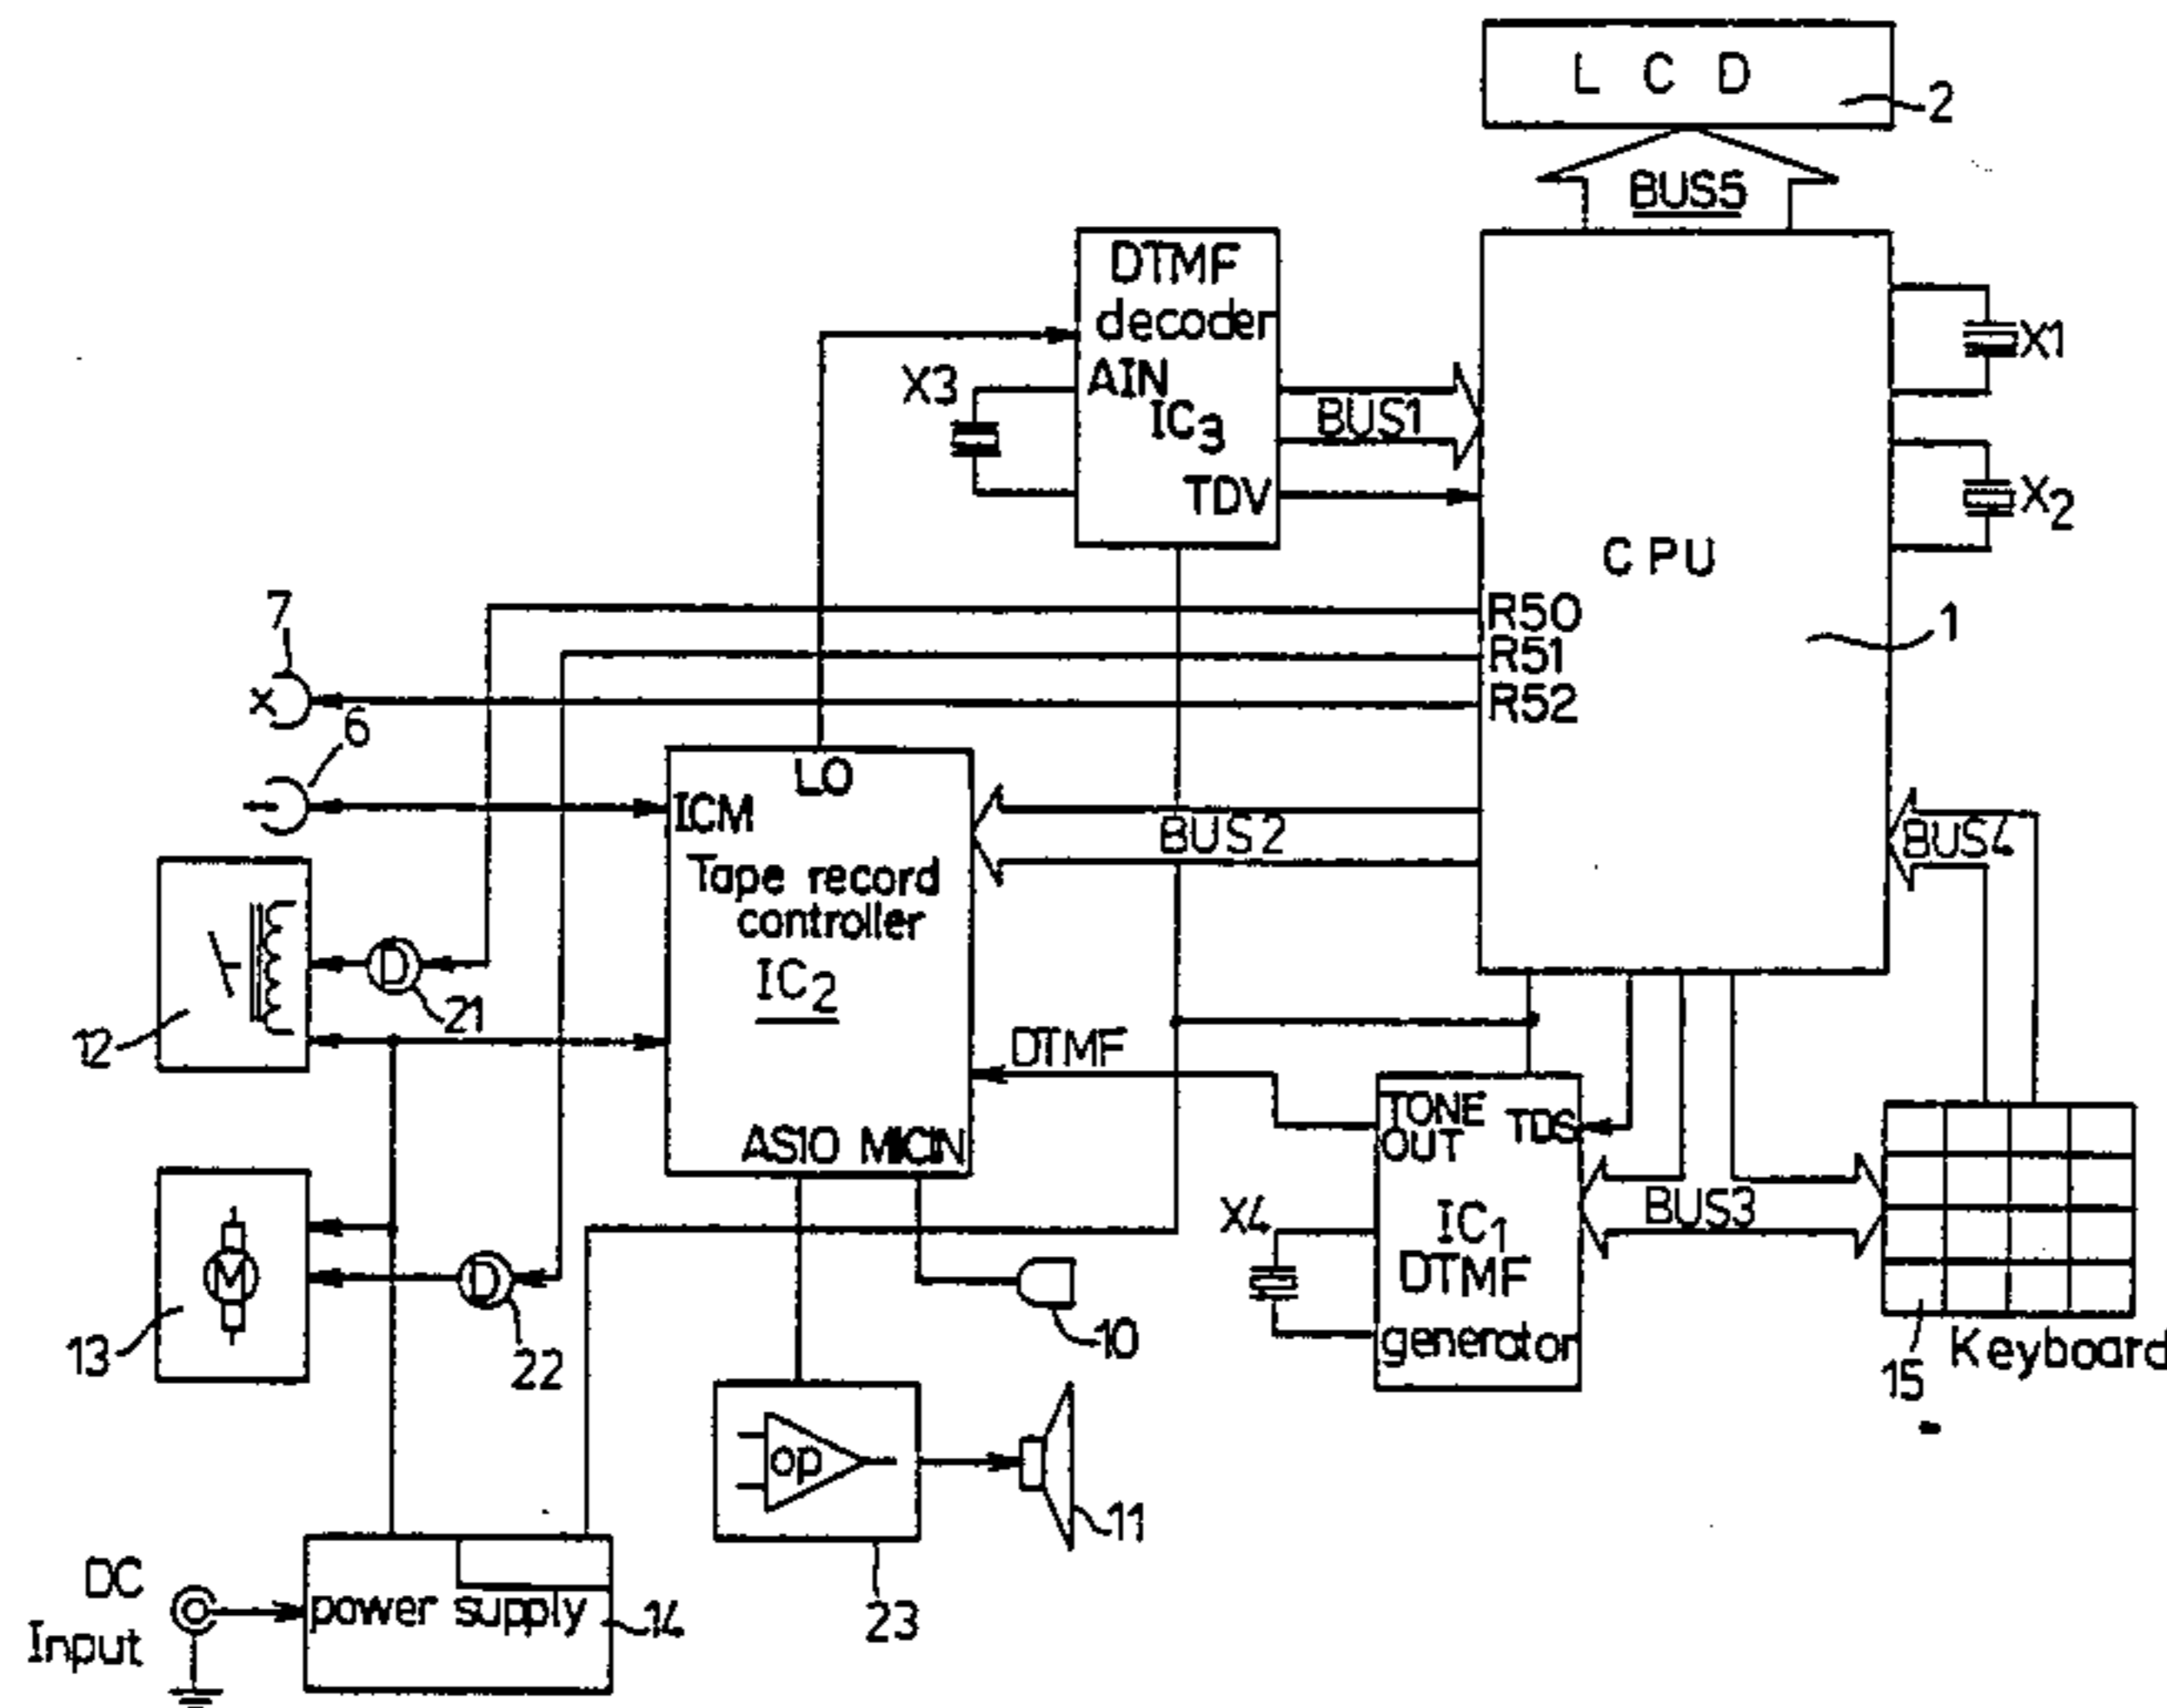 L C D
2
BUS5
DTMF
decoder
AIN
IC3
TDV
X3
BUS1
X1
X2
CPU
1
R50
R51
R52
7
6
LO
ICM
Tape record
controller
IC2
BUS2
BUS4
12
D
21
DTMF
ASIO MICIN
TONE
OUT
TDS
BUS3
X4
IC1
DTMF
generator
M
D
22
13
10
15
Keyboard
op
11
23
DC
Input
power supply
14